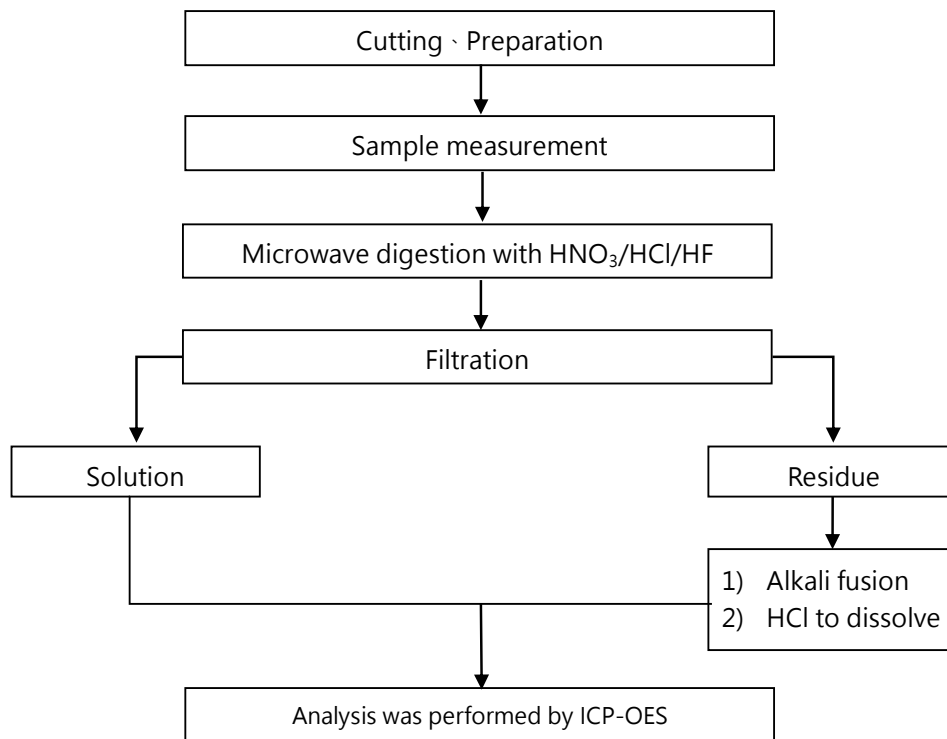 Cutting、Preparation
Sample measurement
Microwave digestion with HNO₃/HCl/HF
Filtration
Solution
Residue
1) Alkali fusion
2) HCl to dissolve
Analysis was performed by ICP-OES